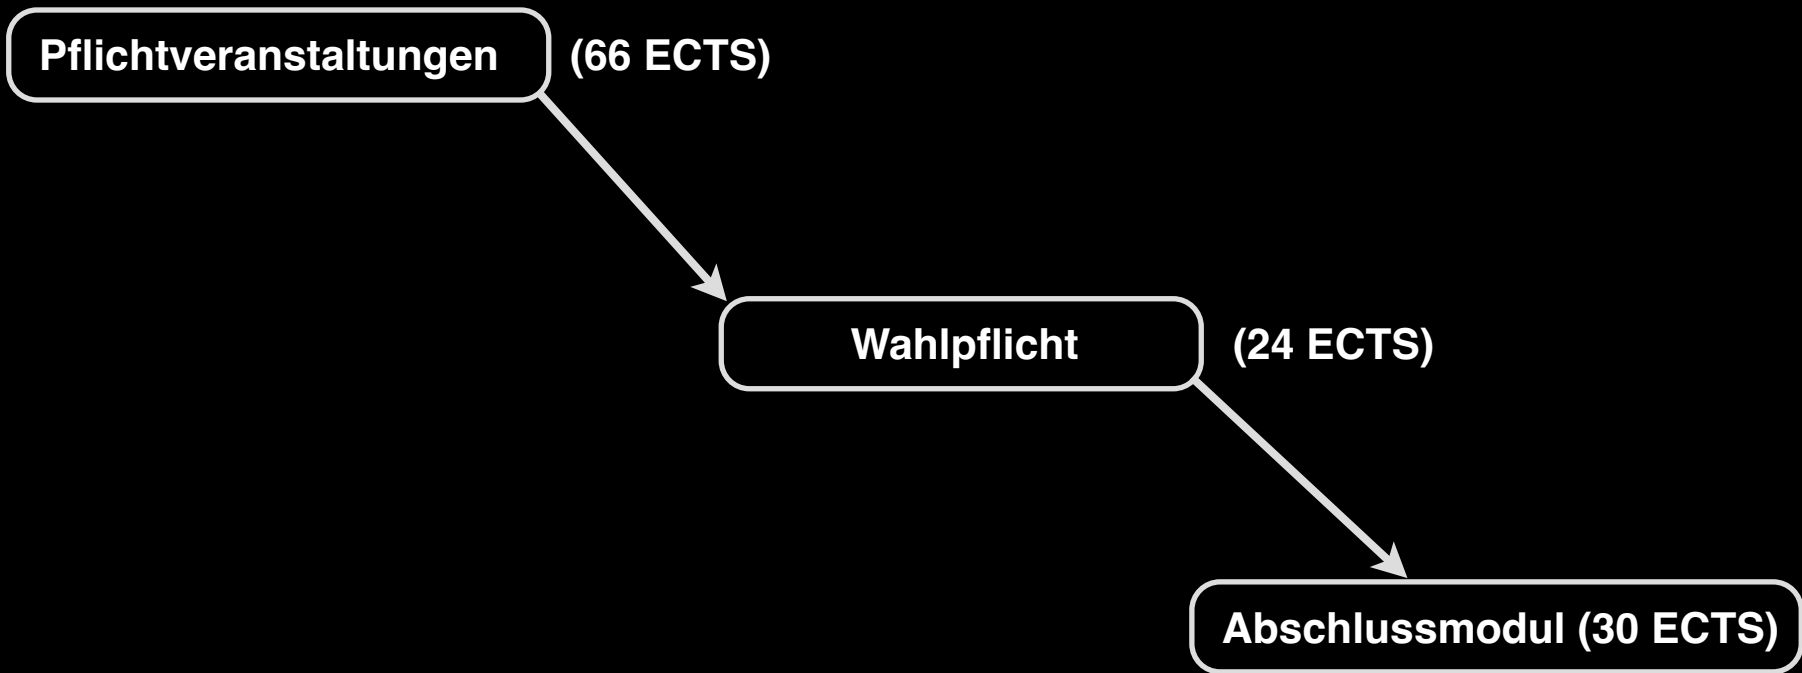 Pflichtveranstaltungen (66 ECTS)
Wahlpflicht (24 ECTS)
Abschlussmodul (30 ECTS)